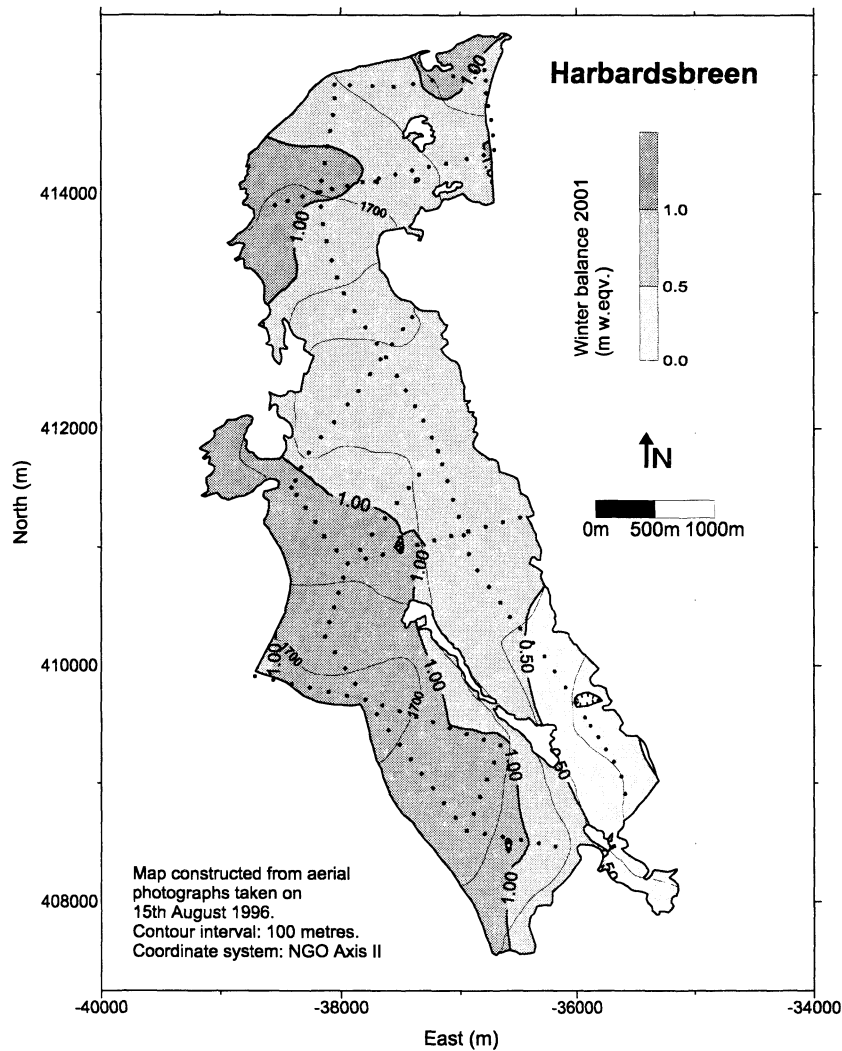 Harbardsbreen
1.00
Winter balance 2001
(m w.eqv.)
1.0
0.5
0.0
414000
1.00
1700
412000
N
0m 500m 1000m
North (m)
1.00
1.00
410000
1.00
1700
1.00
1700
0.50
1.00
.50
1.00
.50
408000
Map constructed from aerial
photographs taken on
15th August 1996.
Contour interval: 100 metres.
Coordinate system: NGO Axis II
-40000
-38000
-36000
-34000
East (m)